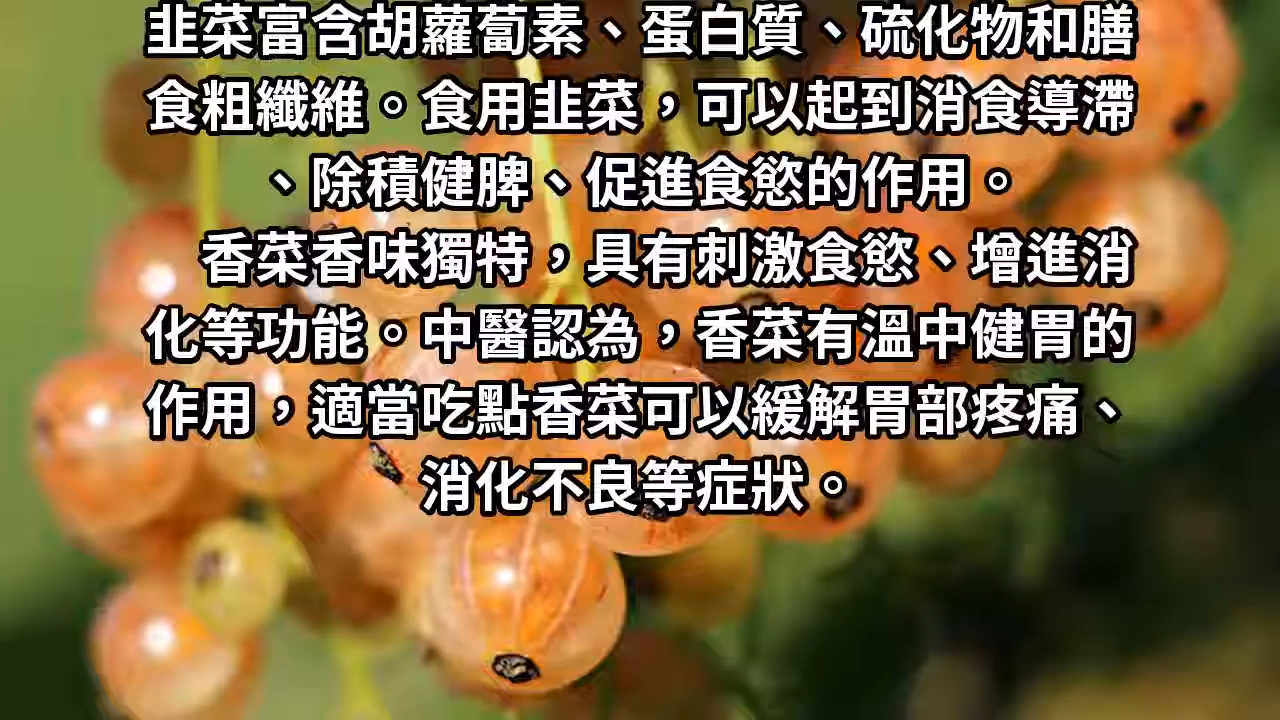 韭菜富含胡蘿蔔素、蛋白質、硫化物和膳
食粗纖維。食用韭菜,可以起到消食導滯
、除積健脾、促進食慾的作用。
香菜香味獨特,具有刺激食慾、增進消
化等功能。中醫認為,香菜有溫中健胃的
作用,適當吃點香菜可以緩解胃部疼痛、
消化不良等症狀。